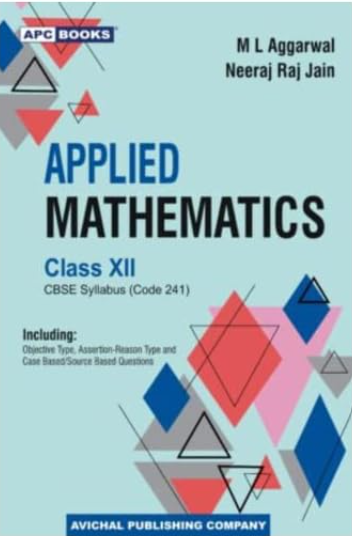 APC BOOKS®
M L Aggarwal
Neeraj Raj Jain
APPLIED
MATHEMATICS
Class XII
CBSE Syllabus (Code 241)
Including:
Objective Type, Assertion-Reason Type and
Case Based/Source Based Questions
AVICHAL PUBLISHING COMPANY